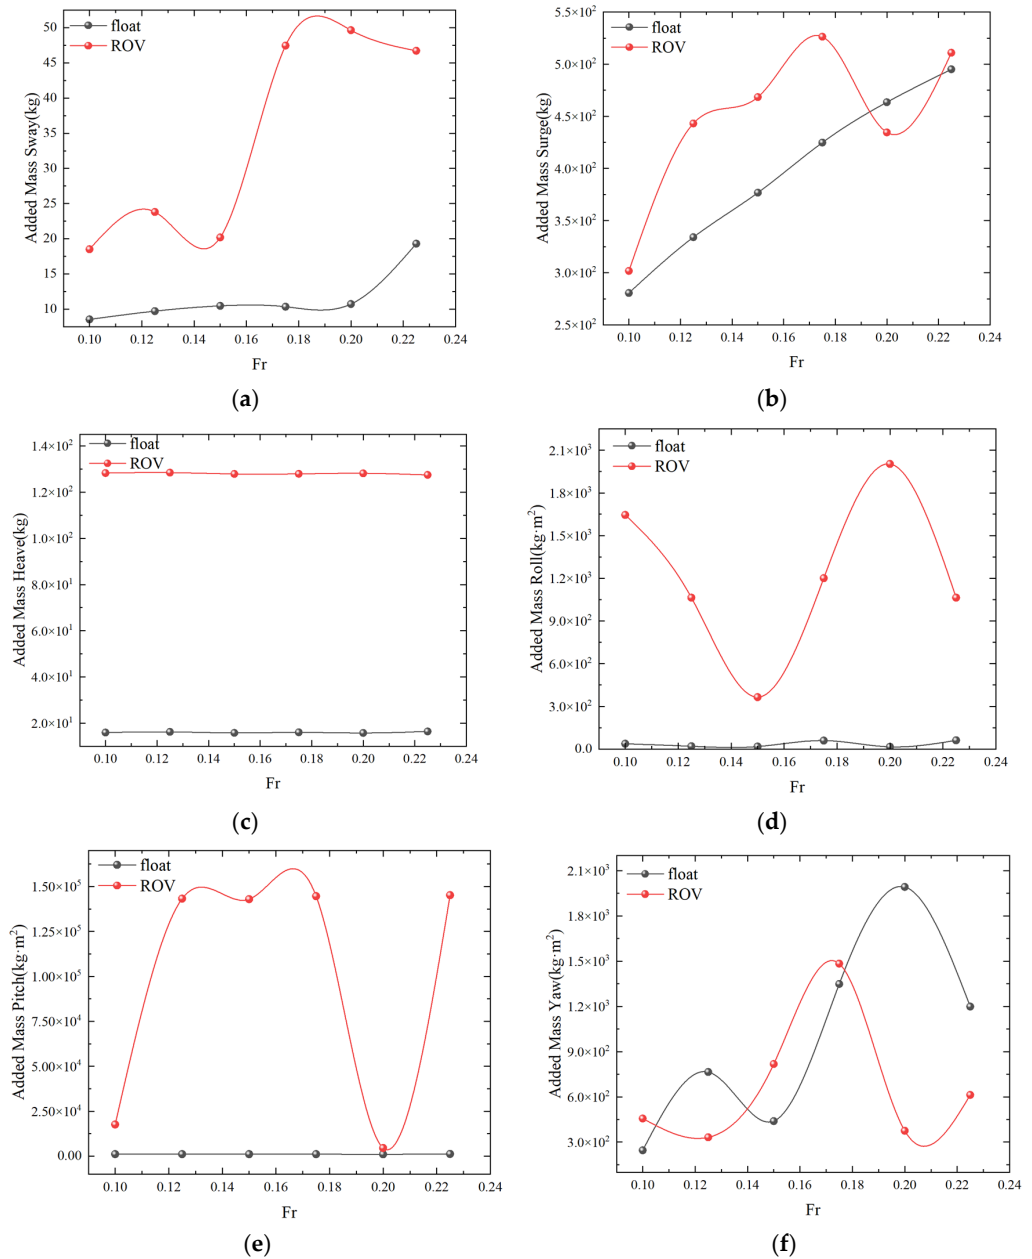 float
ROV
50
45
40
35
30
25
20
15
10
Added Mass Sway(kg)
0.10 0.12 0.14 0.16 0.18 0.20 0.22 0.24
Fr
(a)
float
ROV
5.5×10²
5.0×10²
4.5×10²
4.0×10²
3.5×10²
3.0×10²
2.5×10²
Added Mass Surge(kg)
0.10 0.12 0.14 0.16 0.18 0.20 0.22 0.24
Fr
(b)
float
ROV
1.4×10²
1.2×10²
1.0×10²
8.0×10¹
6.0×10¹
4.0×10¹
2.0×10¹
Added Mass Heave(kg)
0.10 0.12 0.14 0.16 0.18 0.20 0.22 0.24
Fr
(c)
float
ROV
2.1×10³
1.8×10³
1.5×10³
1.2×10³
9.0×10²
6.0×10²
3.0×10²
0.0
Added Mass Roll(kg·m²)
0.10 0.12 0.14 0.16 0.18 0.20 0.22 0.24
Fr
(d)
float
ROV
1.50×10⁵
1.25×10⁵
1.00×10⁵
7.50×10⁴
5.00×10⁴
2.50×10⁴
0.00
Added Mass Pitch(kg·m²)
0.10 0.12 0.14 0.16 0.18 0.20 0.22 0.24
Fr
(e)
float
ROV
2.1×10³
1.8×10³
1.5×10³
1.2×10³
9.0×10²
6.0×10²
3.0×10²
Added Mass Yaw(kg·m²)
0.10 0.12 0.14 0.16 0.18 0.20 0.22 0.24
Fr
(f)